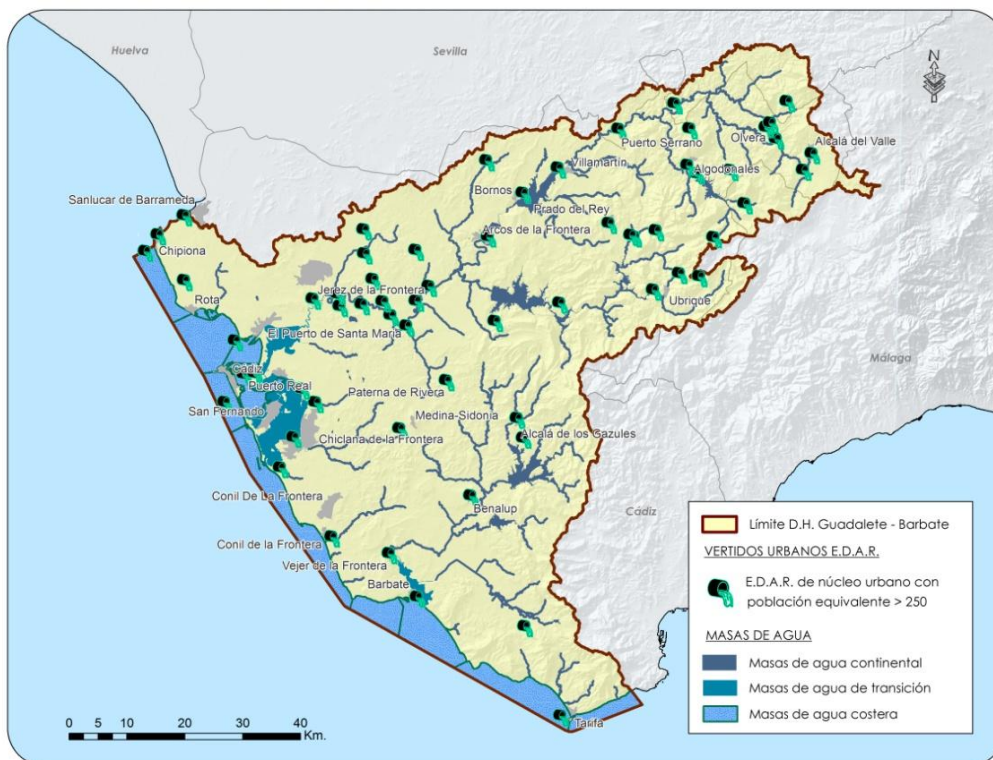 Huelva
Sevilla
N
Puerto Serrano
Olvera
Alcalá del Valle
Villamartín
Algodonales
Bornos
Prado del Rey
Sanlucar de Barrameda
Arcos de la Frontera
Chipiona
Jerez de la Frontera
Ubrique
Rota
El Puerto de Santa María
Málaga
Cádiz
Puerto Real
Paterna de Rivera
San Fernando
Medina-Sidonia
Chiclana de la Frontera
Alcalá de los Gazules
Conil De La Frontera
Benalup
Cádiz
Conil de la Frontera
Vejer de la Frontera
Barbate
Tarifa
Límite D.H. Guadalete - Barbate
VERTIDOS URBANOS E.D.A.R.
E.D.A.R. de núcleo urbano con
población equivalente > 250
MASAS DE AGUA
Masas de agua continental
Masas de agua de transición
Masas de agua costera
0 5 10 20 30 40
Km.